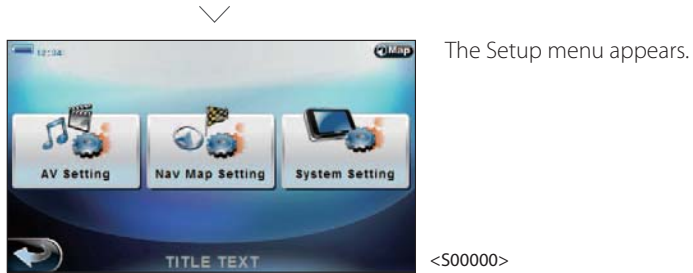 12:34
Map
The Setup menu appears.
AV Setting
Nav Map Setting
System Setting
TITLE TEXT
<S00000>